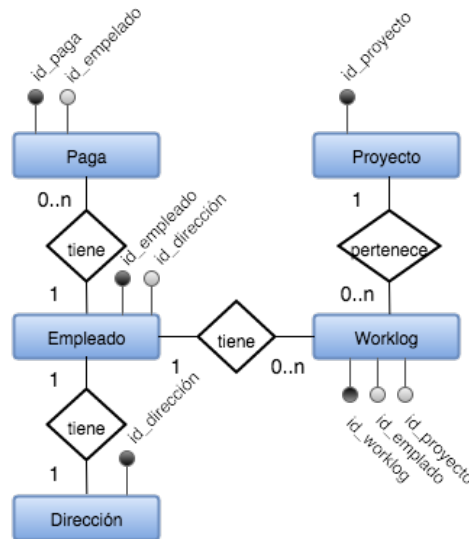 id_paga
id_empelado
id_proyecto
Paga
Proyecto
0..n
1
tiene
id_empleado
id_dirección
pertenece
1
0..n
Empleado
1
tiene
0..n
Worklog
1
tiene
id_dirección
id_worklog
id_emplado
id_proyecto
1
Dirección